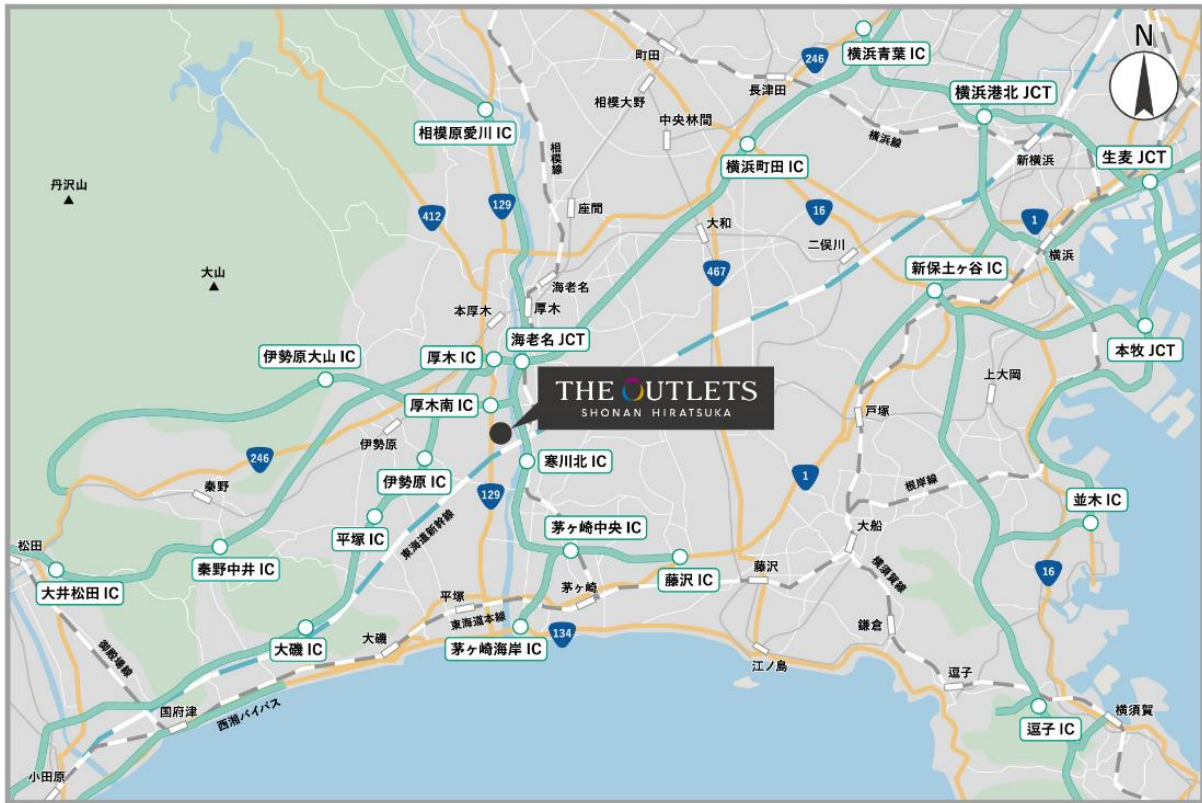 N
横浜青葉 IC
町田
246
長津田
横浜港北 JCT
相模大野
相模原愛川 IC
中央林間
横浜線
相模線
横浜町田 IC
新横浜
生麦 JCT
丹沢山
412
129
座間
16
1
大和
二俣川
横浜
大山
467
新保土ヶ谷 IC
海老名
厚木
本厚木
海老名 JCT
伊勢原大山 IC
厚木 IC
本牧 JCT
上大岡
THE OUTLETS
SHONAN HIRATSUKA
厚木南 IC
戸塚
伊勢原
246
寒川北 IC
伊勢原 IC
1
根岸線
秦野
129
並木 IC
東海道新幹線
茅ヶ崎中央 IC
大船
平塚 IC
松田
秦野中井 IC
横須賀線
16
大井松田 IC
藤沢 IC
藤沢
平塚
茅ヶ崎
東海道本線
鎌倉
大磯
134
大磯 IC
茅ヶ崎海岸 IC
御殿場線
江ノ島
逗子
国府津
西湘バイパス
横須賀
逗子 IC
小田原